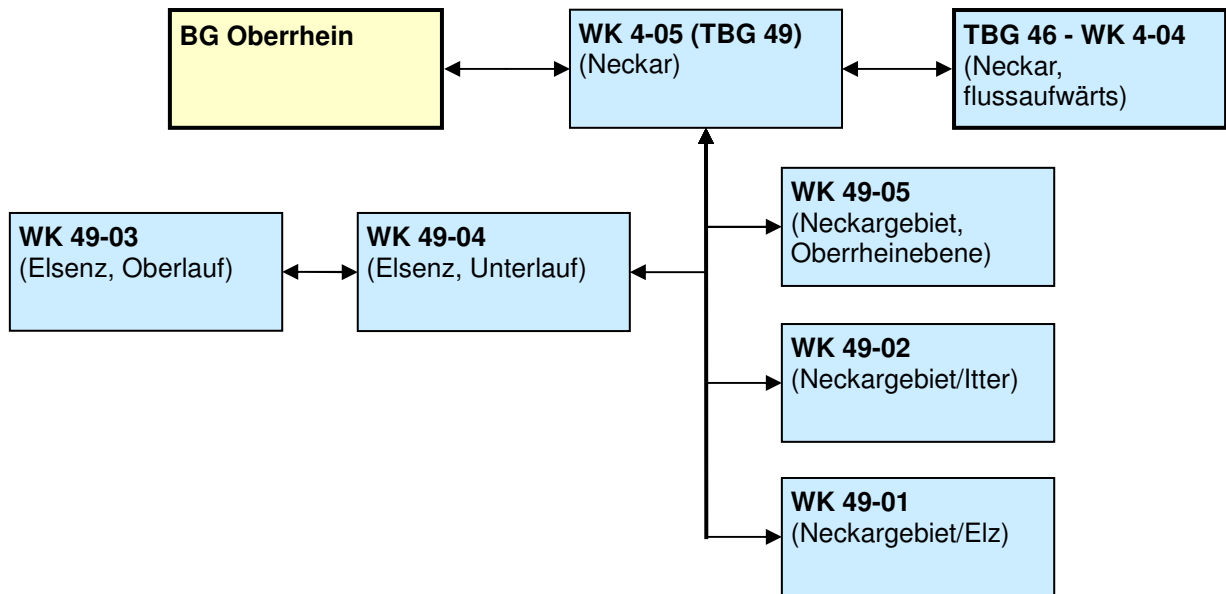 BG Oberrhein
WK 4-05 (TBG 49)
(Neckar)
TBG 46 - WK 4-04
(Neckar,
flussaufwärts)
WK 49-03
(Elsenz, Oberlauf)
WK 49-04
(Elsenz, Unterlauf)
WK 49-05
(Neckargebiet,
Oberrheinebene)
WK 49-02
(Neckargebiet/Itter)
WK 49-01
(Neckargebiet/Elz)